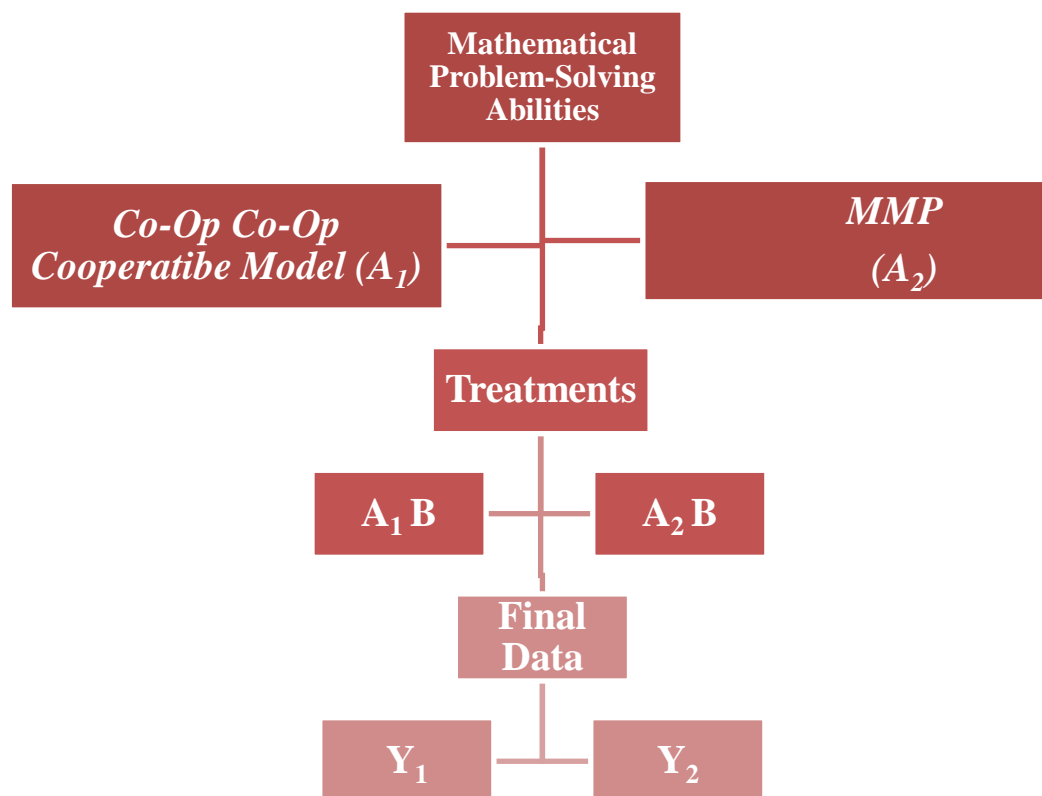 Mathematical
Problem-Solving
Abilities
Co-Op Co-Op
Cooperatibe Model (A₁)
MMP
(A₂)
Treatments
A₁ B
A₂ B
Final
Data
Y₁
Y₂